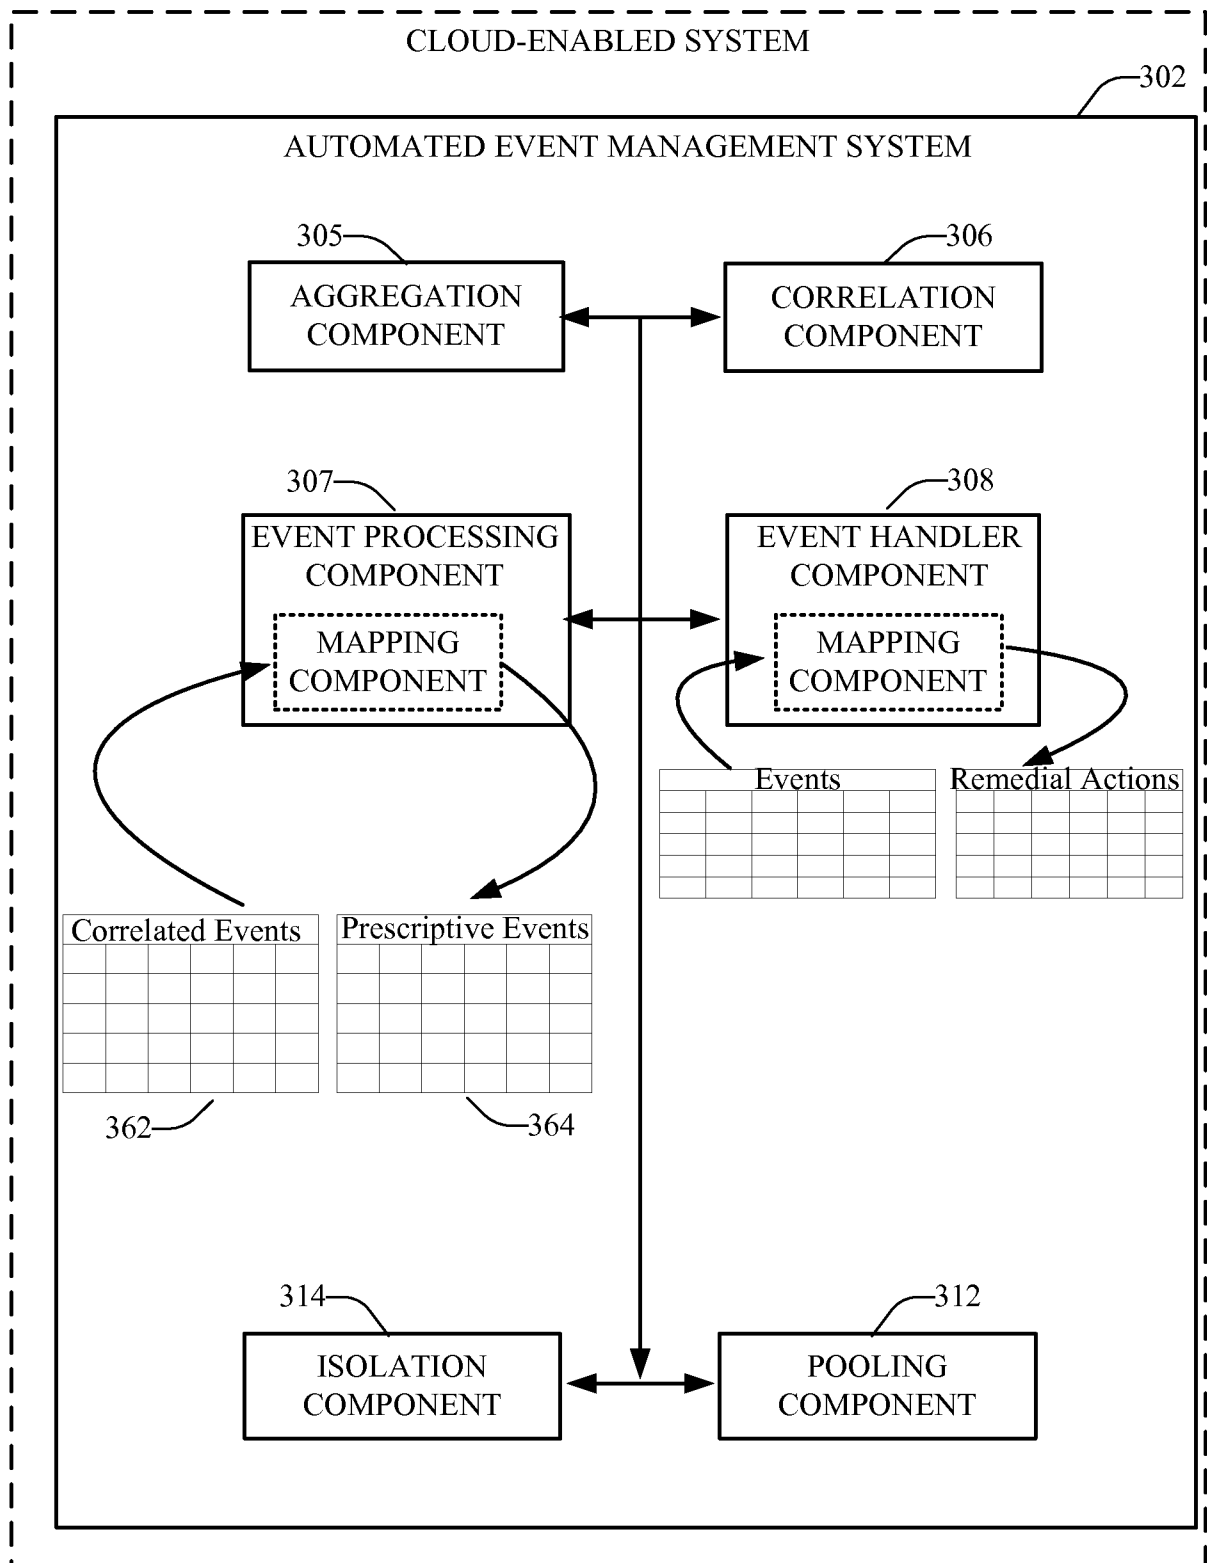 CLOUD-ENABLED SYSTEM
302
AUTOMATED EVENT MANAGEMENT SYSTEM
305
306
AGGREGATION
COMPONENT
CORRELATION
COMPONENT
307
308
EVENT PROCESSING
COMPONENT
MAPPING
COMPONENT
EVENT HANDLER
COMPONENT
MAPPING
COMPONENT
Events
Remedial Actions
Correlated Events
Prescriptive Events
362
364
314
312
ISOLATION
COMPONENT
POOLING
COMPONENT